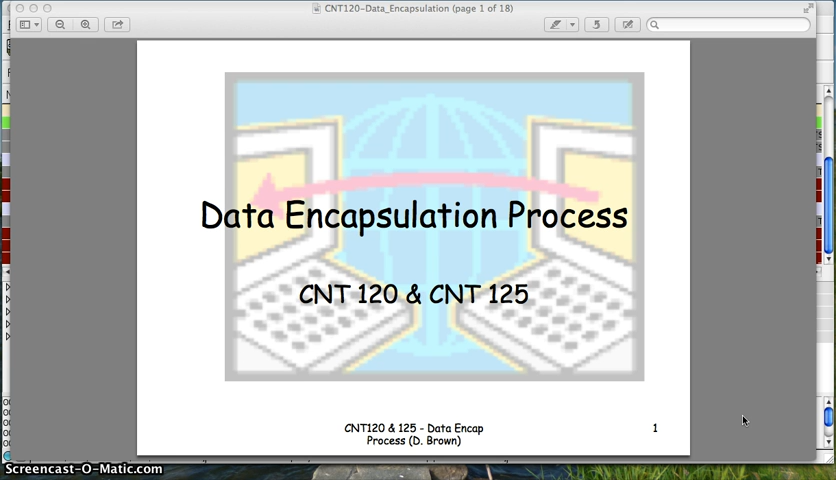 CNT120-Data_Encapsulation (page 1 of 18)
Data Encapsulation Process
CNT 120 & CNT 125
CNT120 & 125 - Data Encap
Process (D. Brown)
1
Screencast-O-Matic.com